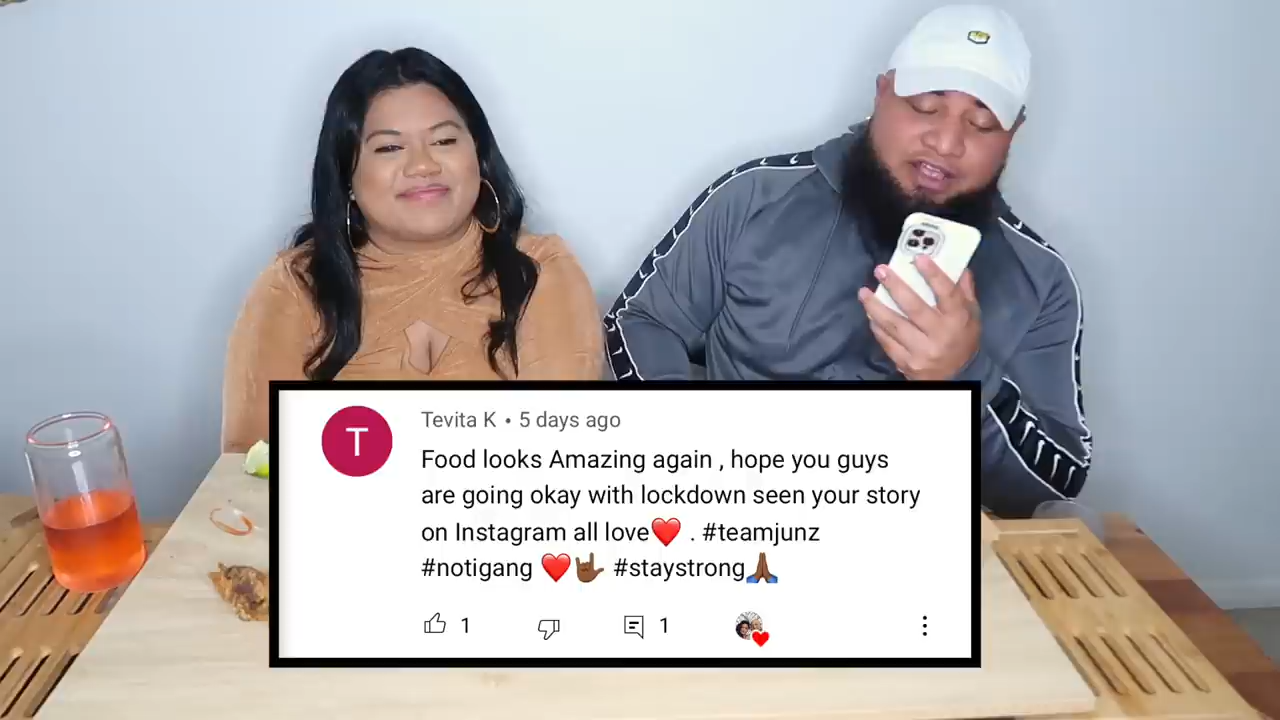 T
Tevita K • 5 days ago
Food looks Amazing again , hope you guys
are going okay with lockdown seen your story
on Instagram all love❤️ . #teamjunz
#notigang ❤️🤟🏾 #staystrong🙏🏾
1
1